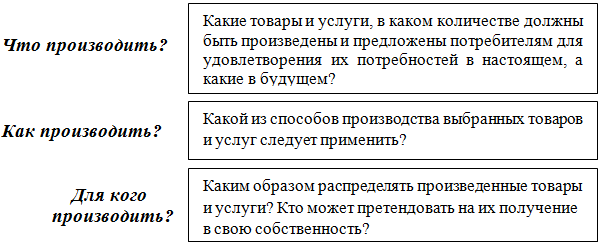 Что производить?
Какие товары и услуги, в каком количестве должны
быть произведены и предложены потребителям для
удовлетворения их потребностей в настоящем, а
какие в будущем?
Как производить?
Какой из способов производства выбранных товаров
и услуг следует применить?
Для кого
производить?
Каким образом распределять произведенные товары
и услуги? Кто может претендовать на их получение
в свою собственность?